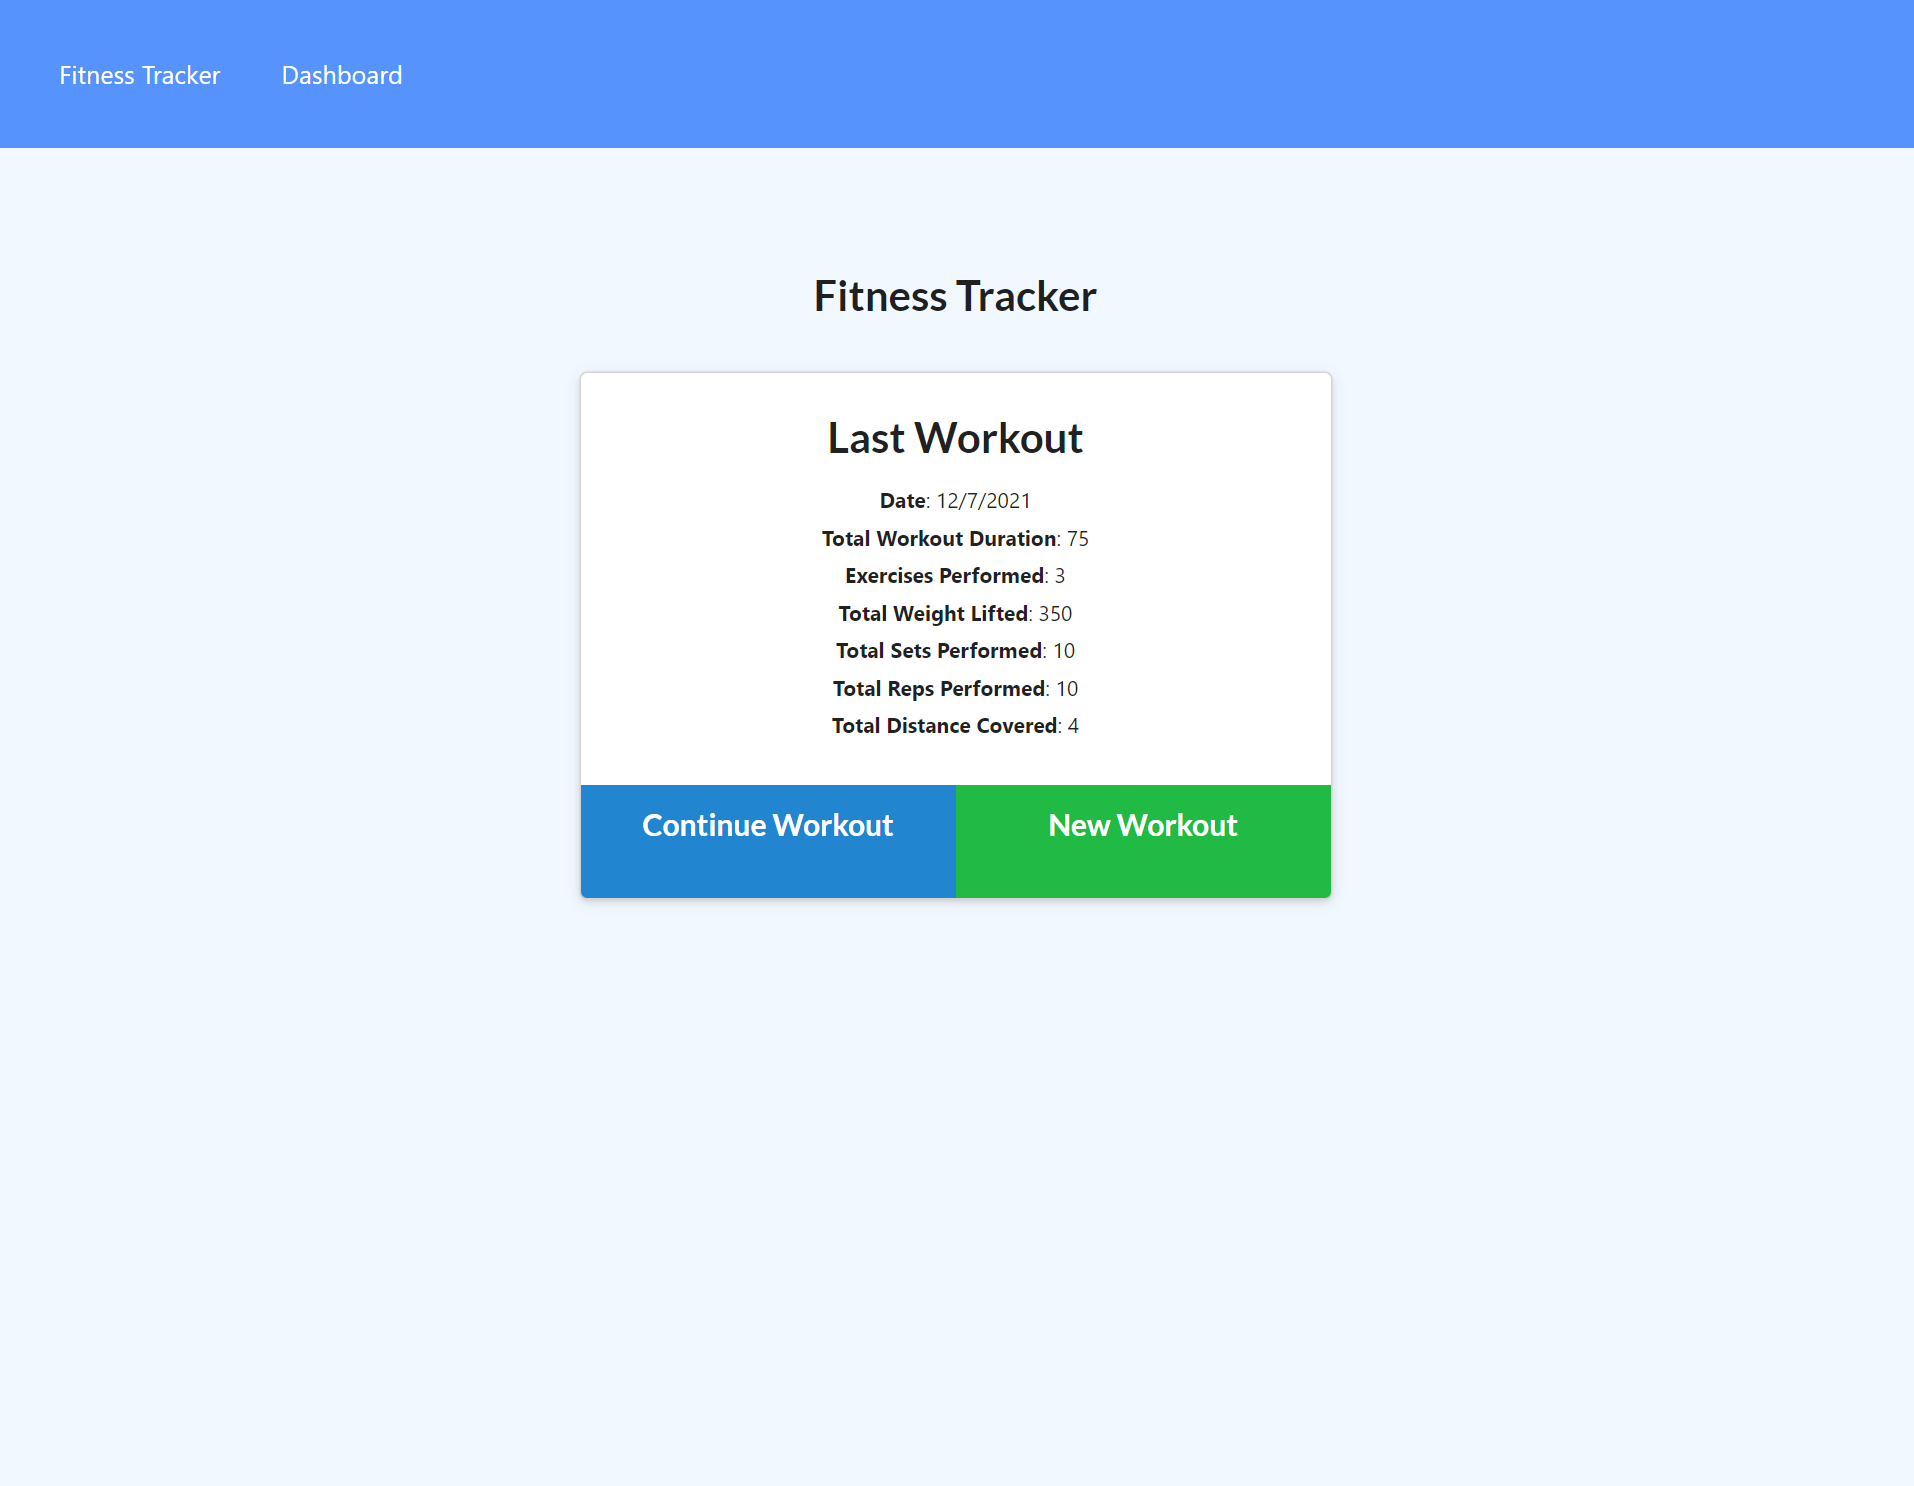 Fitness Tracker Dashboard
Fitness Tracker
Last Workout
Date: 12/7/2021
Total Workout Duration: 75
Exercises Performed: 3
Total Weight Lifted: 350
Total Sets Performed: 10
Total Reps Performed: 10
Total Distance Covered: 4
Continue Workout New Workout